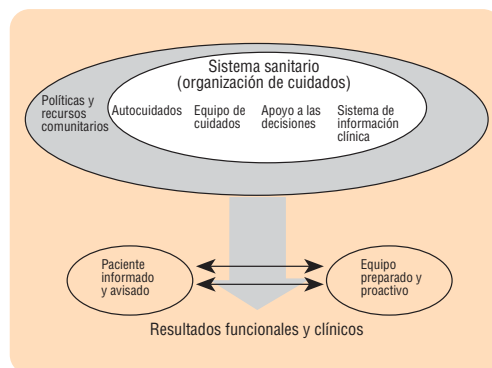 Sistema sanitario
(organización de cuidados)
Políticas y
recursos
comunitarios
Autocuidados
Equipo de
cuidados
Apoyo a las
decisiones
Sistema de
información
clínica
Paciente
informado
y avisado
Equipo
preparado y
proactivo
Resultados funcionales y clínicos